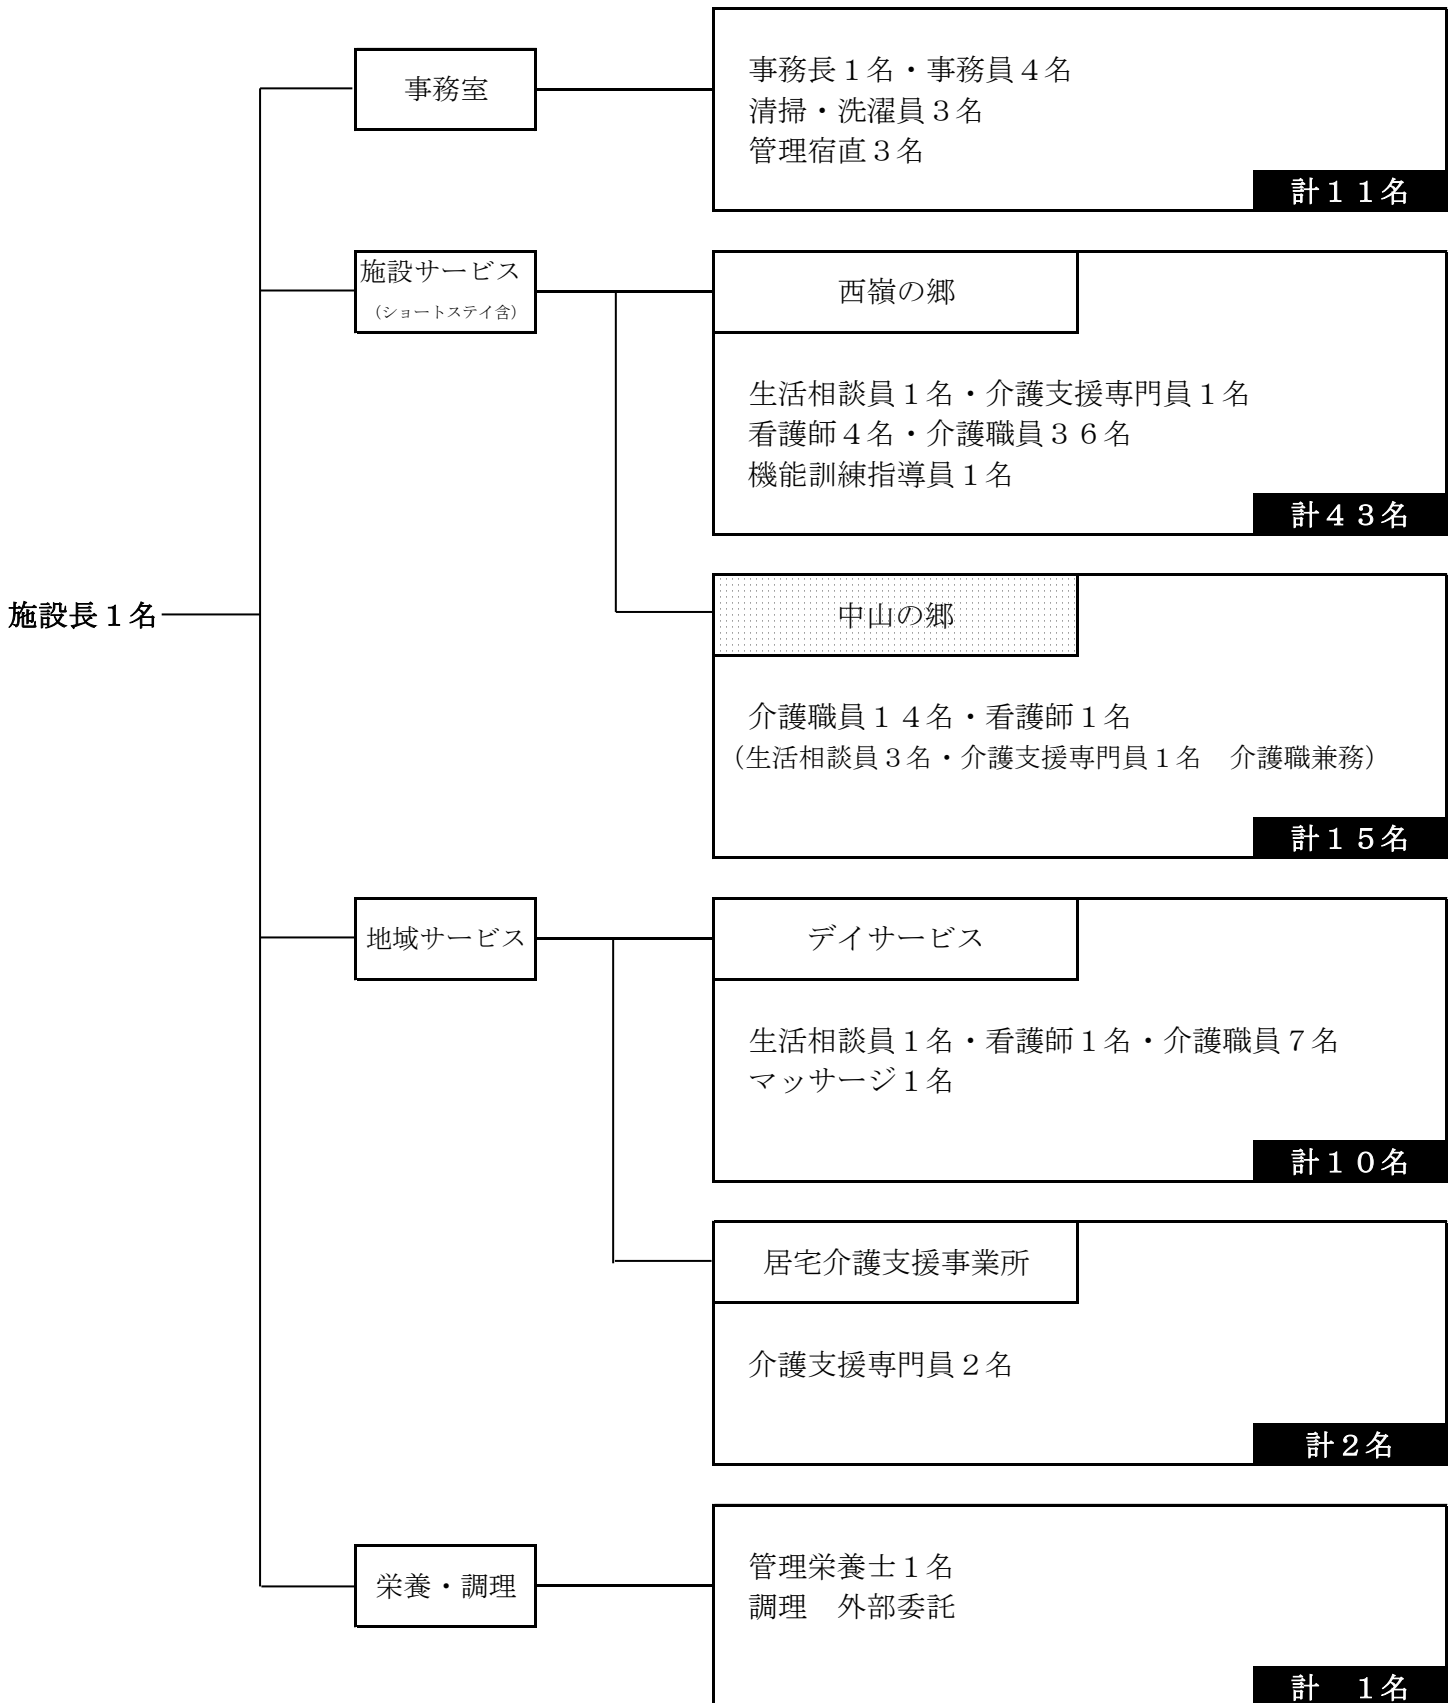 事務室
事務長１名・事務員４名
清掃・洗濯員３名
管理宿直３名
計１１名
施設サービス
（ショートステイ含）
西嶺の郷
生活相談員１名・介護支援専門員１名
看護師４名・介護職員３６名
機能訓練指導員１名
計４３名
施設長１名
中山の郷
介護職員１４名・看護師１名
（生活相談員３名・介護支援専門員１名　介護職兼務）
計１５名
地域サービス
デイサービス
生活相談員１名・看護師１名・介護職員７名
マッサージ１名
計１０名
居宅介護支援事業所
介護支援専門員２名
計２名
栄養・調理
管理栄養士１名
調理　外部委託
計　１名